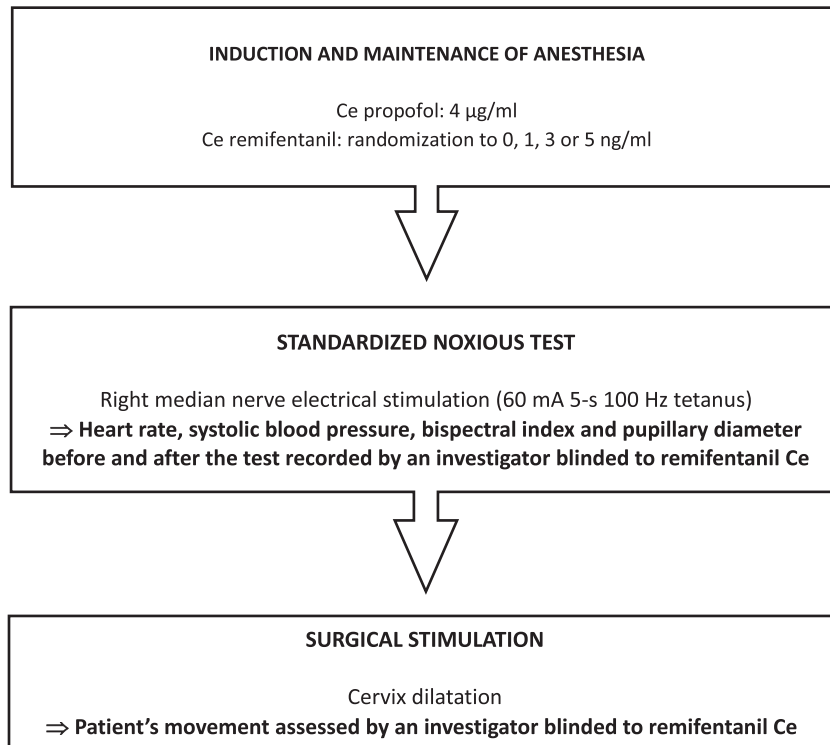 INDUCTION AND MAINTENANCE OF ANESTHESIA
Ce propofol: 4 µg/ml
Ce remifentanil: randomization to 0, 1, 3 or 5 ng/ml
STANDARDIZED NOXIOUS TEST
Right median nerve electrical stimulation (60 mA 5-s 100 Hz tetanus)
⇒ Heart rate, systolic blood pressure, bispectral index and pupillary diameter
before and after the test recorded by an investigator blinded to remifentanil Ce
SURGICAL STIMULATION
Cervix dilatation
⇒ Patient’s movement assessed by an investigator blinded to remifentanil Ce